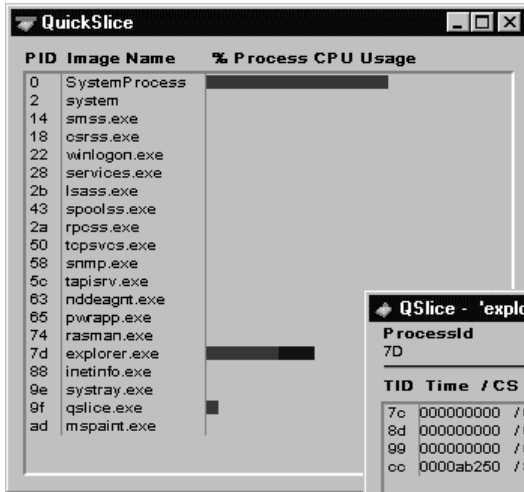 QuickSlice
PID Image Name % Process CPU Usage
0 SystemProcess
2 system
14 smss.exe
18 csrss.exe
22 winlogon.exe
28 services.exe
2b lsass.exe
43 spoolss.exe
2a rpcss.exe
50 tcpsvcs.exe
58 snmp.exe
5c tapisrv.exe
63 nddeagnt.exe
65 pwrapp.exe
74 rasman.exe
7d explorer.exe
88 inetinfo.exe
9e systray.exe
9f qslice.exe
ad mspaint.exe
QSlice - 'explo
ProcessId
7D
TID Time / CS
7c 000000000 /
8d 000000000 /
99 000000000 /
cc 0000ab250 /